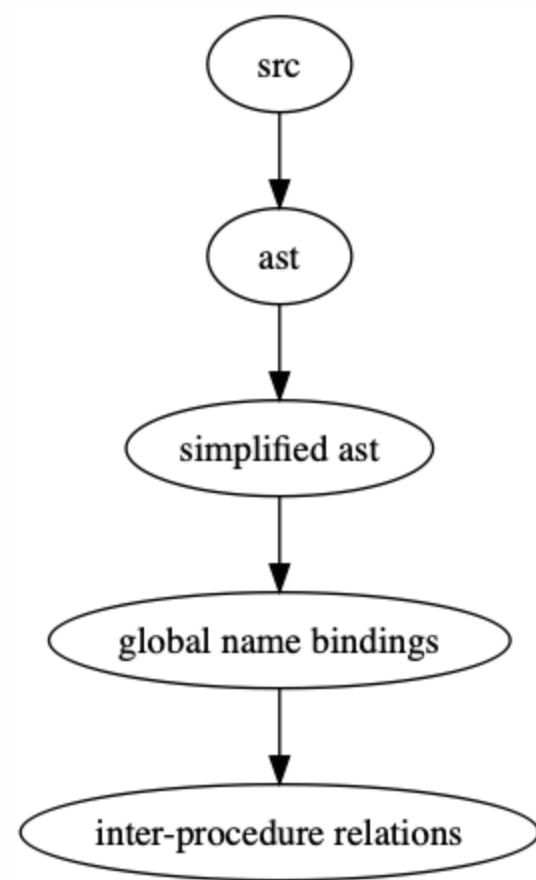 src
ast
simplified ast
global name bindings
inter-procedure relations